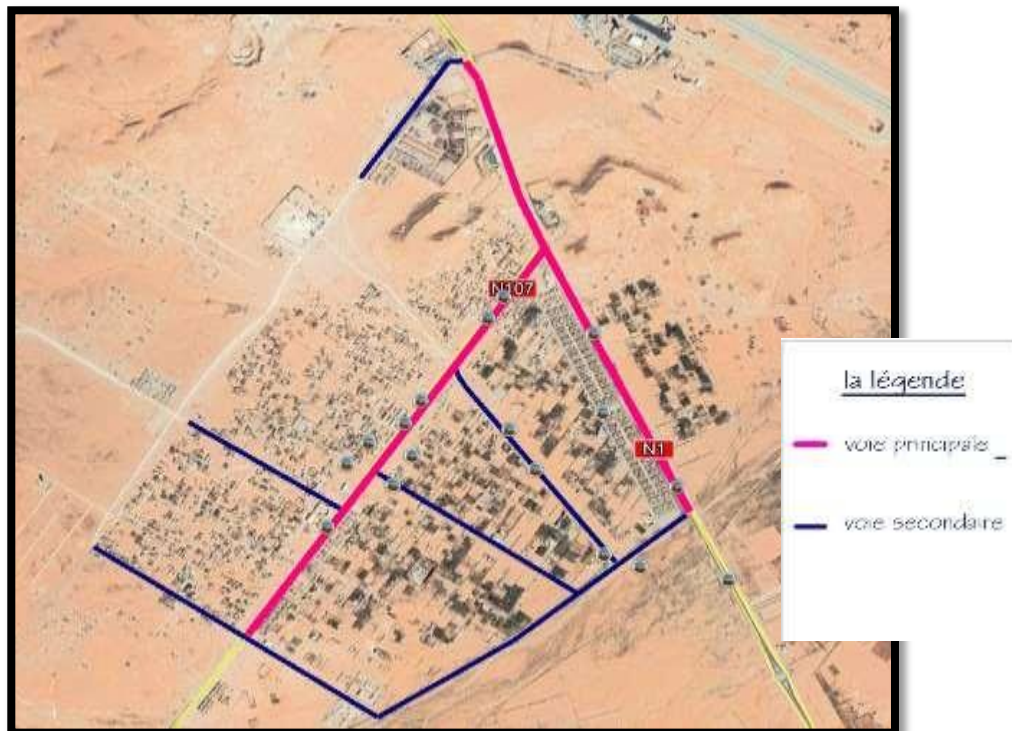 N107
N1
la légende
voie principale _
voie secondaire